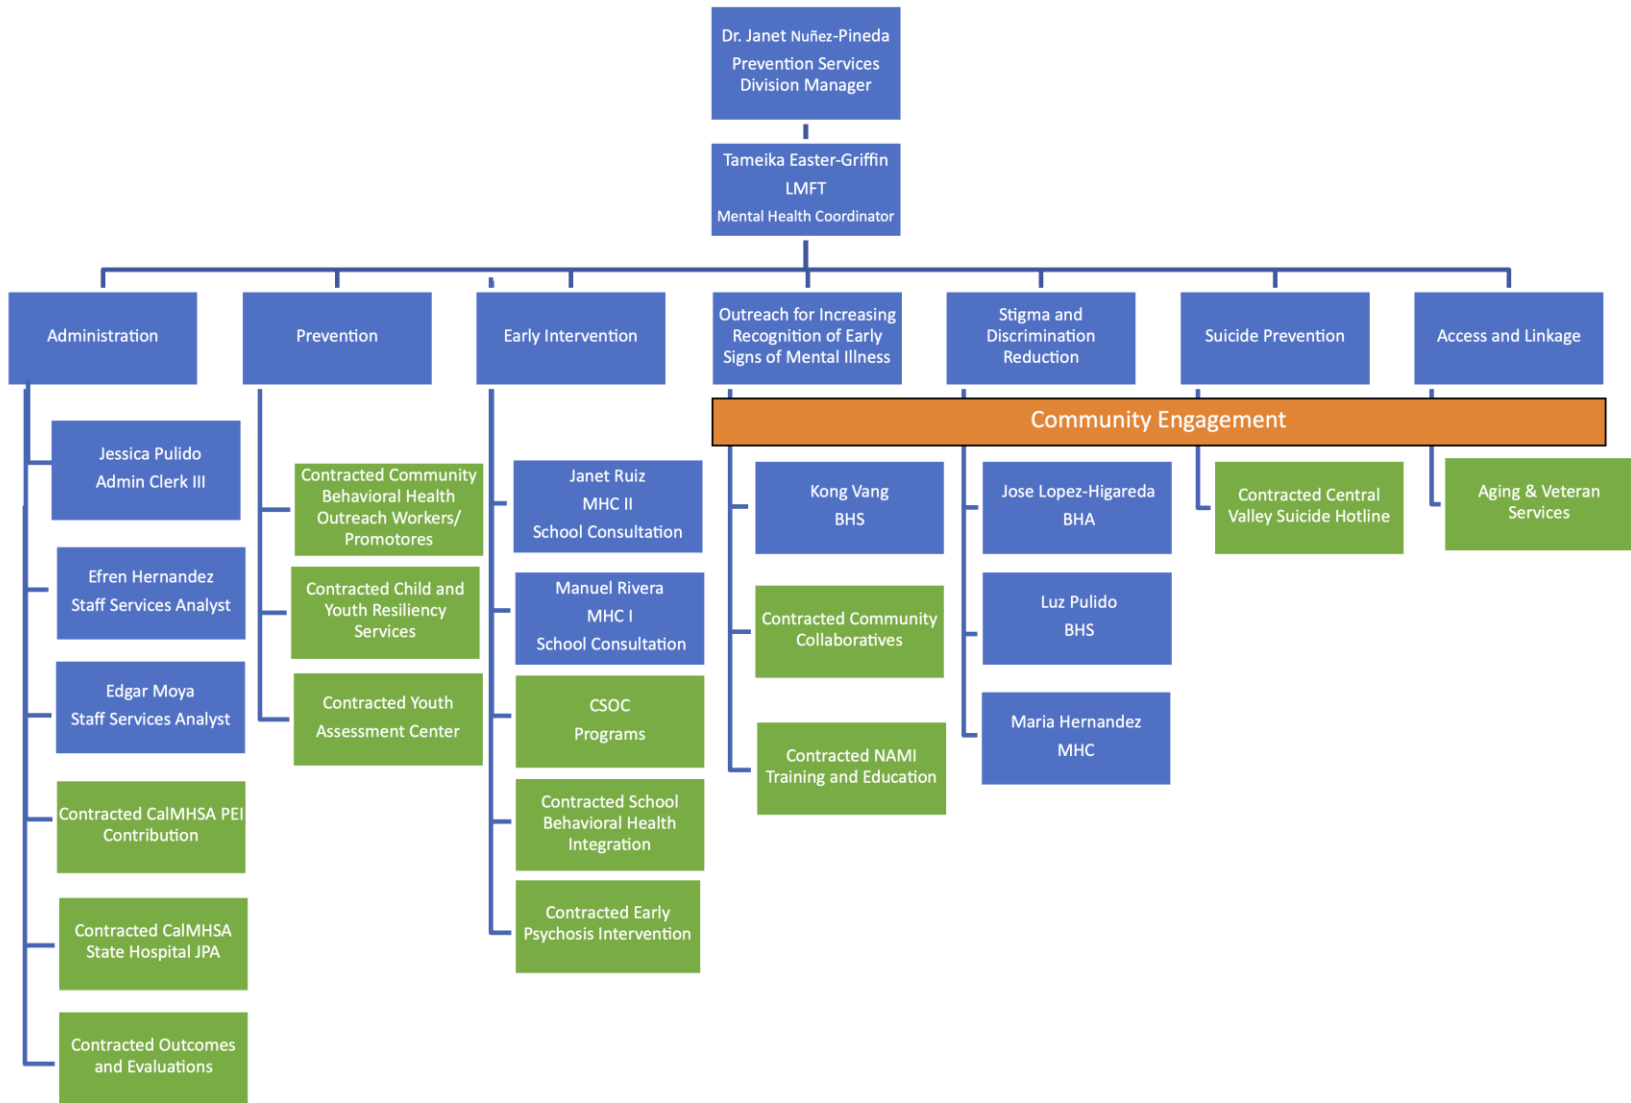 Dr. Janet Nuñez-Pineda
Prevention Services
Division Manager
Tameika Easter-Griffin
LMFT
Mental Health Coordinator
Administration
Prevention
Early Intervention
Outreach for Increasing
Recognition of Early
Signs of Mental Illness
Stigma and
Discrimination
Reduction
Suicide Prevention
Access and Linkage
Community Engagement
Jessica Pulido
Admin Clerk III
Efren Hernandez
Staff Services Analyst
Edgar Moya
Staff Services Analyst
Contracted CalMHSA PEI
Contribution
Contracted CalMHSA
State Hospital JPA
Contracted Outcomes
and Evaluations
Contracted Community
Behavioral Health
Outreach Workers/
Promotores
Contracted Child and
Youth Resiliency
Services
Contracted Youth
Assessment Center
Janet Ruiz
MHC II
School Consultation
Manuel Rivera
MHC I
School Consultation
CSOC
Programs
Contracted School
Behavioral Health
Integration
Contracted Early
Psychosis Intervention
Kong Vang
BHS
Contracted Community
Collaboratives
Contracted NAMI
Training and Education
Jose Lopez-Higareda
BHA
Luz Pulido
BHS
Maria Hernandez
MHC
Contracted Central
Valley Suicide Hotline
Aging & Veteran
Services